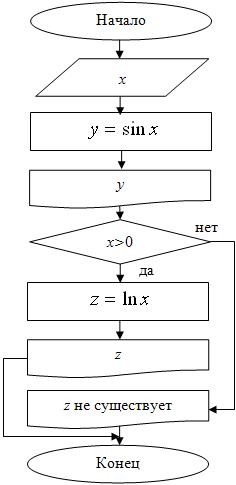 Начало
x
y = sin x
y
x>0
нет
да
z = ln x
z
z не существует
Конец